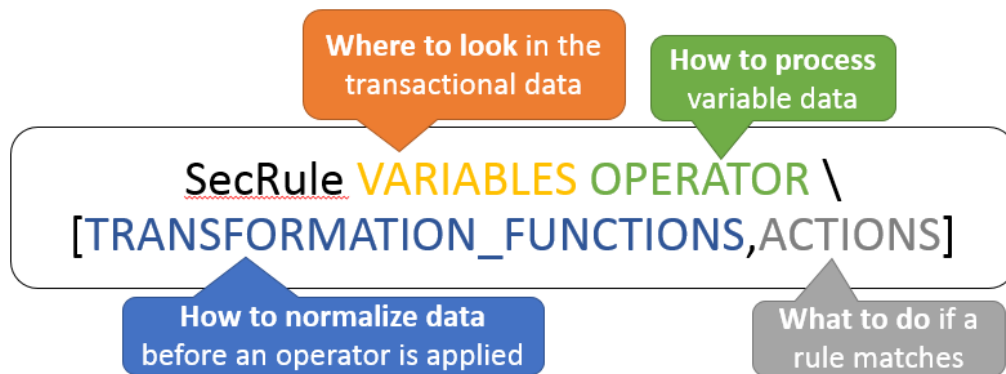 Where to look in the
transactional data
How to process
variable data
SecRule VARIABLES OPERATOR \
[TRANSFORMATION_FUNCTIONS,ACTIONS]
How to normalize data
before an operator is applied
What to do if a
rule matches